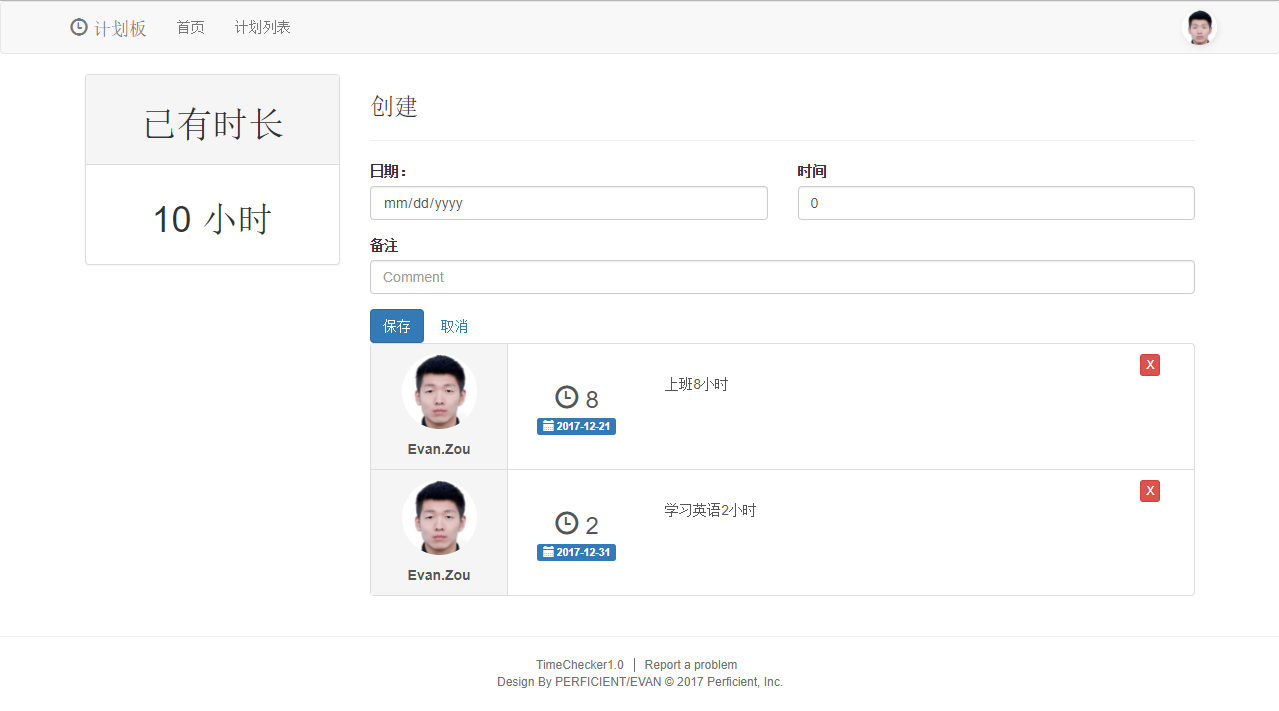 计划板 首页 计划列表
已有时长
10 小时
创建
日期：
时间
mm/dd/yyyy
0
备注
Comment
保存 取消
Evan.Zou
8
2017-12-21
上班8小时
X
Evan.Zou
2
2017-12-31
学习英语2小时
X
TimeChecker1.0 | Report a problem
Design By PERFICIENT/EVAN © 2017 Perficient, Inc.